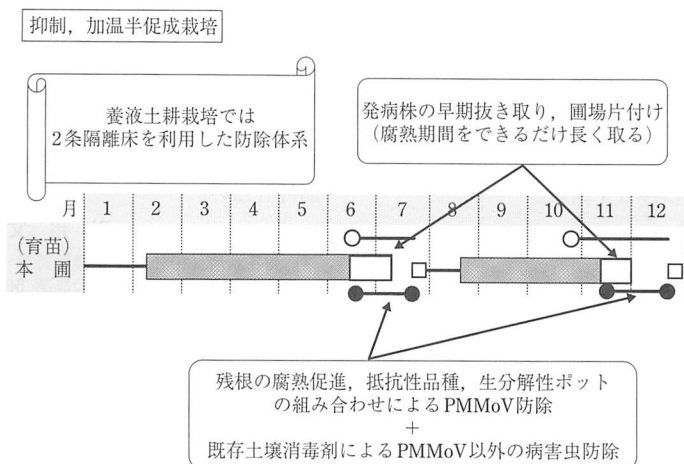 抑制，加温半促成栽培
養液土耕栽培では
2条隔離床を利用した防除体系
発病株の早期抜き取り，圃場片付け
（腐熟期間をできるだけ長く取る）
月 1 2 3 4 5 6 7 8 9 10 11 12
（育苗）
本 圃
残根の腐熟促進，抵抗性品種，生分解性ポット
の組み合わせによるPMMoV防除
＋
既存土壌消毒剤によるPMMoV以外の病害虫防除